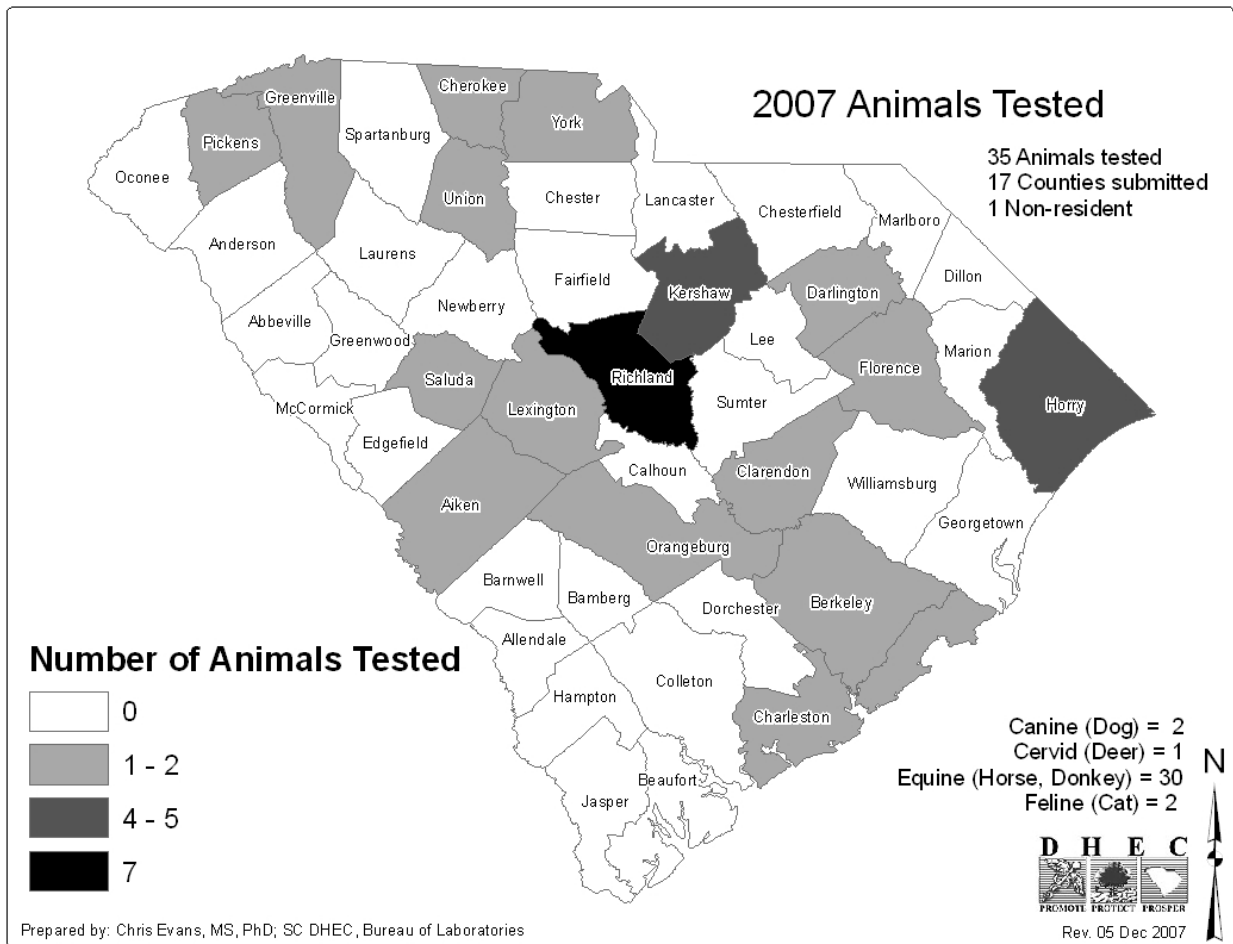 2007 Animals Tested
35 Animals tested
17 Counties submitted
1 Non-resident
Cherokee
Greenville
York
Spartanburg
Pickens
Oconee
Union
Chester
Lancaster
Chesterfield
Marlboro
Anderson
Laurens
Fairfield
Kershaw
Darlington
Dillon
Newberry
Abbeville
Greenwood
Lee
Marion
Florence
Saluda
Richland
Sumter
Horry
McCormick
Lexington
Edgefield
Calhoun
Clarendon
Williamsburg
Aiken
Georgetown
Orangeburg
Barnwell
Bamberg
Dorchester
Berkeley
Allendale
Colleton
Hampton
Charleston
Beaufort
Jasper
Number of Animals Tested
0
1 - 2
4 - 5
7
Canine (Dog) = 2
Cervid (Deer) = 1
Equine (Horse, Donkey) = 30
Feline (Cat) = 2
N
D H E C
PROMOTE PROTECT PROSPER
Prepared by: Chris Evans, MS, PhD; SC DHEC, Bureau of Laboratories
Rev. 05 Dec 2007